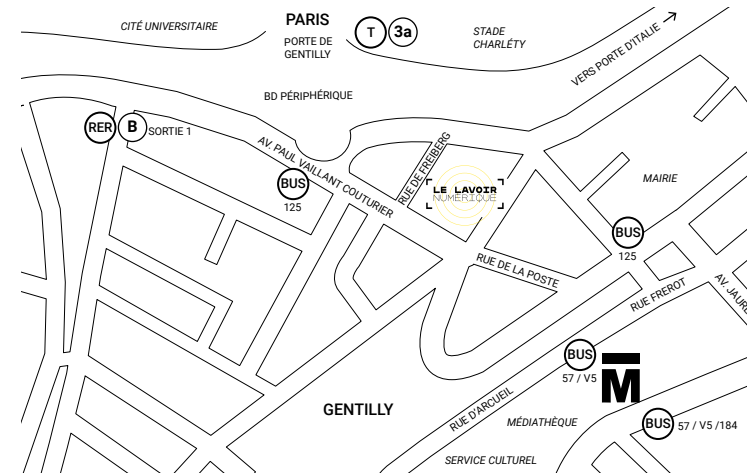 CITÉ UNIVERSITAIRE
PARIS
PORTE DE
GENTILLY
T
3a
STADE
CHARLÉTY
VERS PORTE D'ITALIE
BD PÉRIPHÉRIQUE
RER
B
SORTIE 1
AV. PAUL VAILLANT COUTURIER
BUS
125
RUE DE FREIBERG
LE LAVOIR
NUMERIQUE
MAIRIE
BUS
125
RUE DE LA POSTE
RUE FREROT
AV. JAURE
BUS
57 / V5
M
GENTILLY
RUE D'ARCUEIL
MÉDIATHÈQUE
BUS
57 / V5 /184
SERVICE CULTUREL